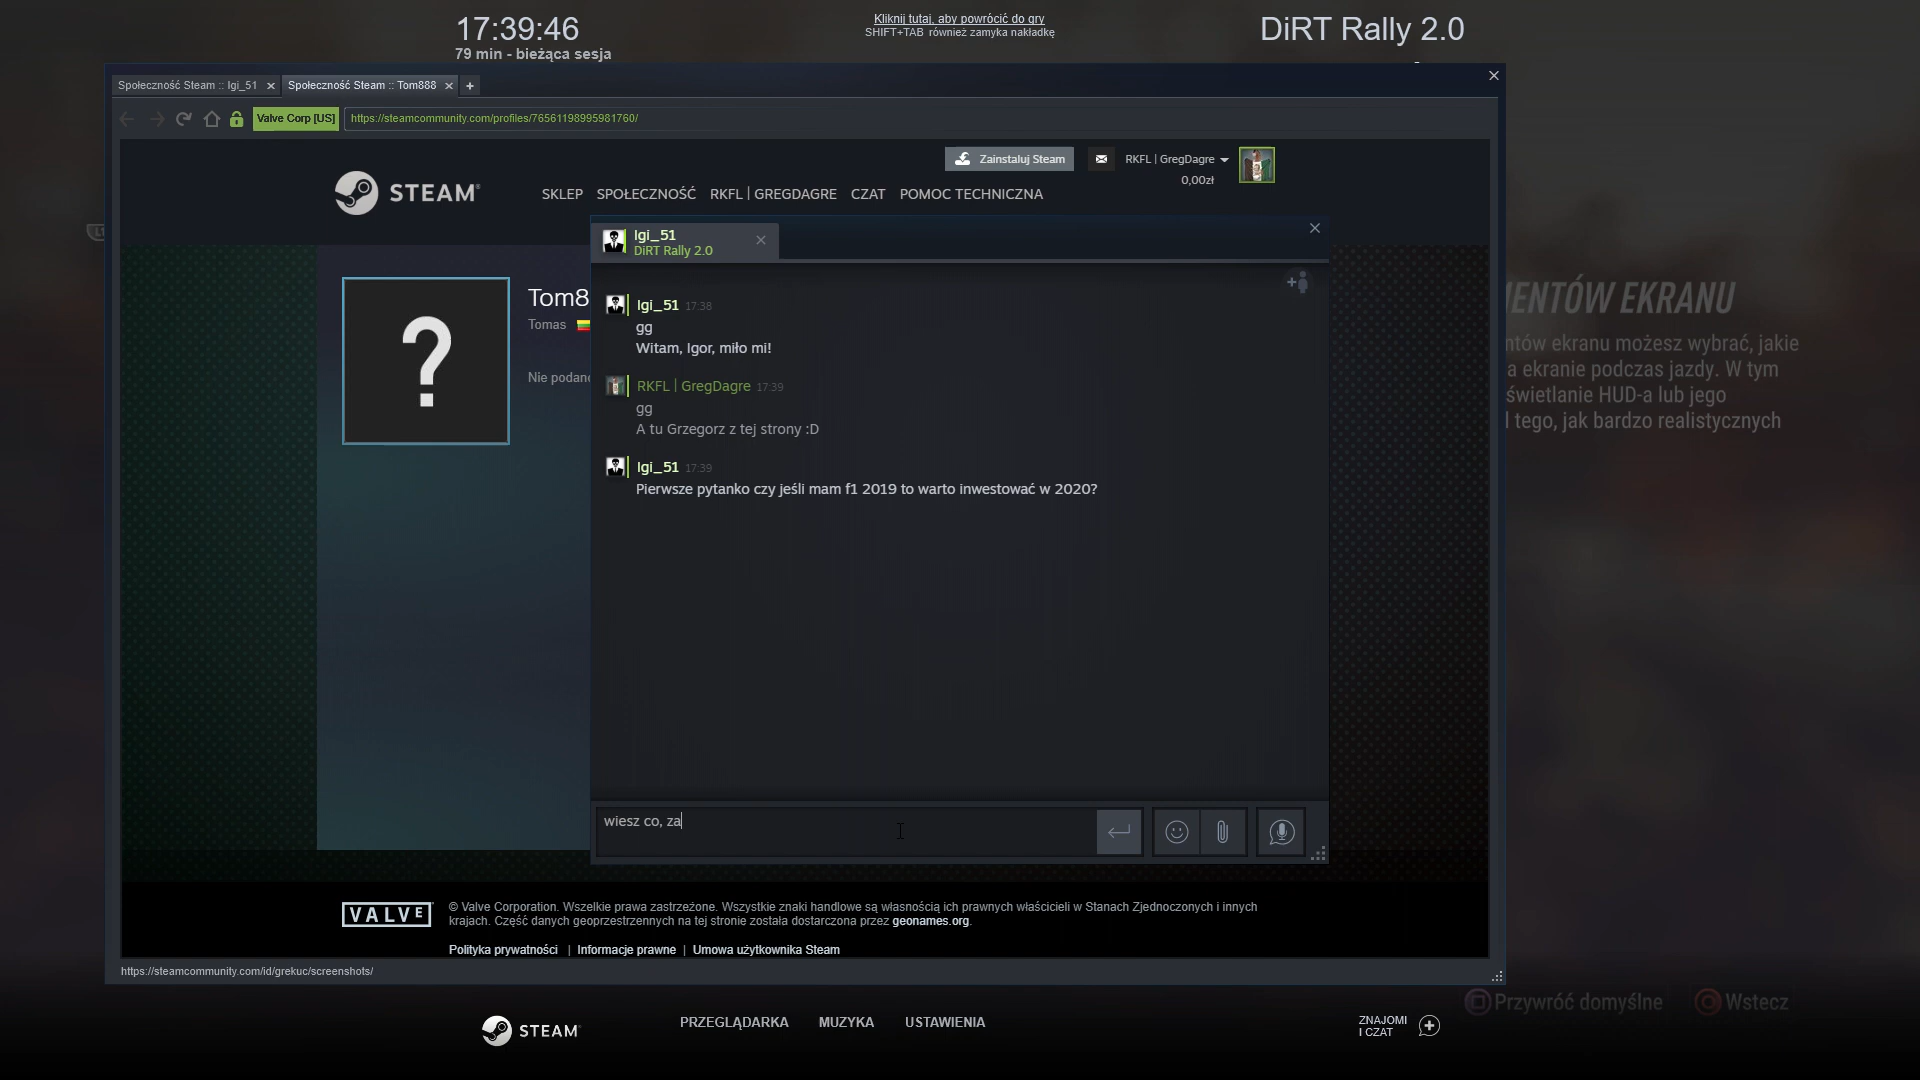 17:39:46
79 min - bieżąca sesja
Kliknij tutaj, aby powrócić do gry
SHIFT+TAB również zamyka nakładkę
DiRT Rally 2.0
Społeczność Steam :: Igi_51
Społeczność Steam :: Tom888
Valve Corp [US]
https://steamcommunity.com/profiles/76561198995981760/
Zainstaluj Steam
RKFL | GregDagre
0,00zł
STEAM
SKLEP SPOŁECZNOŚĆ RKFL | GREGDAGRE CZAT POMOC TECHNICZNA
Igi_51
DiRT Rally 2.0
Tom8
Tomas
Nie podano
Igi_51 17:38
gg
Witam, Igor, miło mi!
RKFL | GregDagre 17:39
gg
A tu Grzegorz z tej strony :D
Igi_51 17:39
Pierwsze pytanko czy jeśli mam f1 2019 to warto inwestować w 2020?
wiesz co, za
MENTÓW EKRANU
ntów ekranu możesz wybrać, jakie
a ekranie podczas jazdy. W tym
świetlanie HUD-a lub jego
d tego, jak bardzo realistycznych
VALVE
© Valve Corporation. Wszelkie prawa zastrzeżone. Wszystkie znaki handlowe są własnością ich prawnych właścicieli w Stanach Zjednoczonych i innych
krajach. Część danych geoprzestrzennych na tej stronie została dostarczona przez geonames.org.
Polityka prywatności | Informacje prawne | Umowa użytkownika Steam
https://steamcommunity.com/id/grekuc/screenshots/
Przywróć domyślne
Wstecz
STEAM
PRZEGLĄDARKA MUZYKA USTAWIENIA
ZNAJOMI
I CZAT